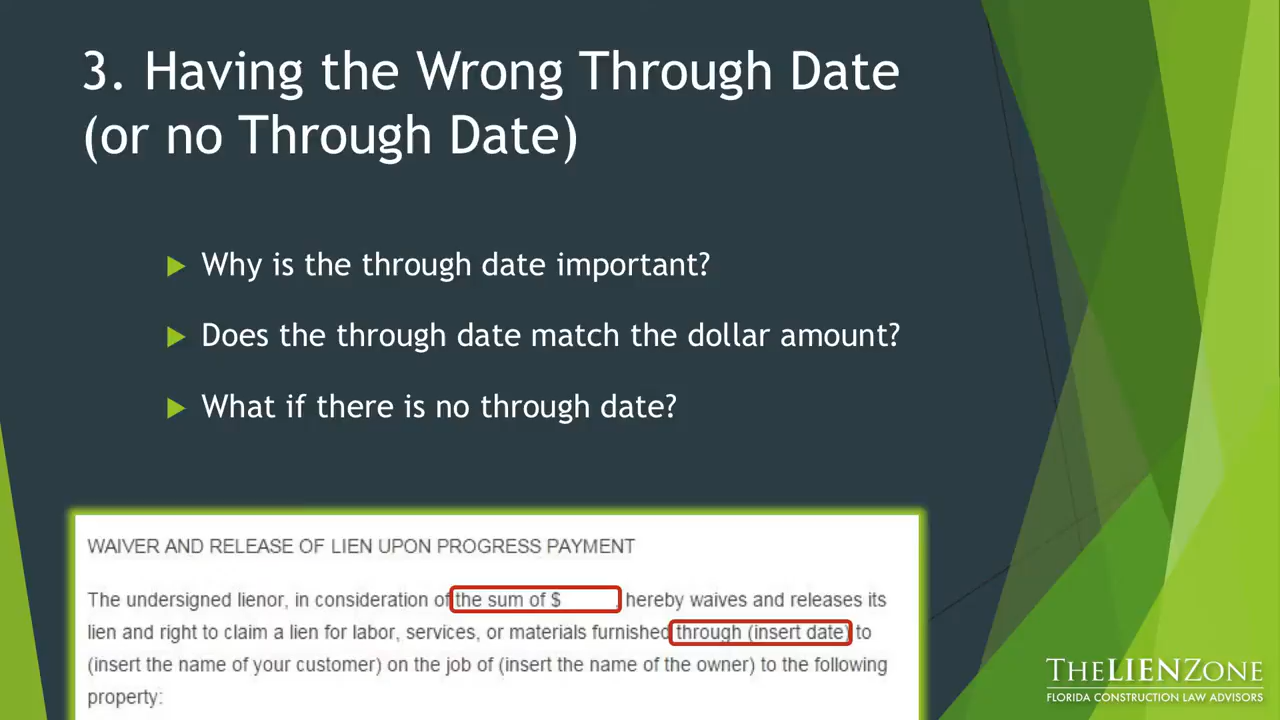 3. Having the Wrong Through Date
(or no Through Date)
Why is the through date important?
Does the through date match the dollar amount?
What if there is no through date?
WAIVER AND RELEASE OF LIEN UPON PROGRESS PAYMENT
The undersigned lienor, in consideration of the sum of $ , hereby waives and releases its
lien and right to claim a lien for labor, services, or materials furnished through (insert date) to
(insert the name of your customer) on the job of (insert the name of the owner) to the following
property:
THELIENZONE
FLORIDA CONSTRUCTION LAW ADVISORS